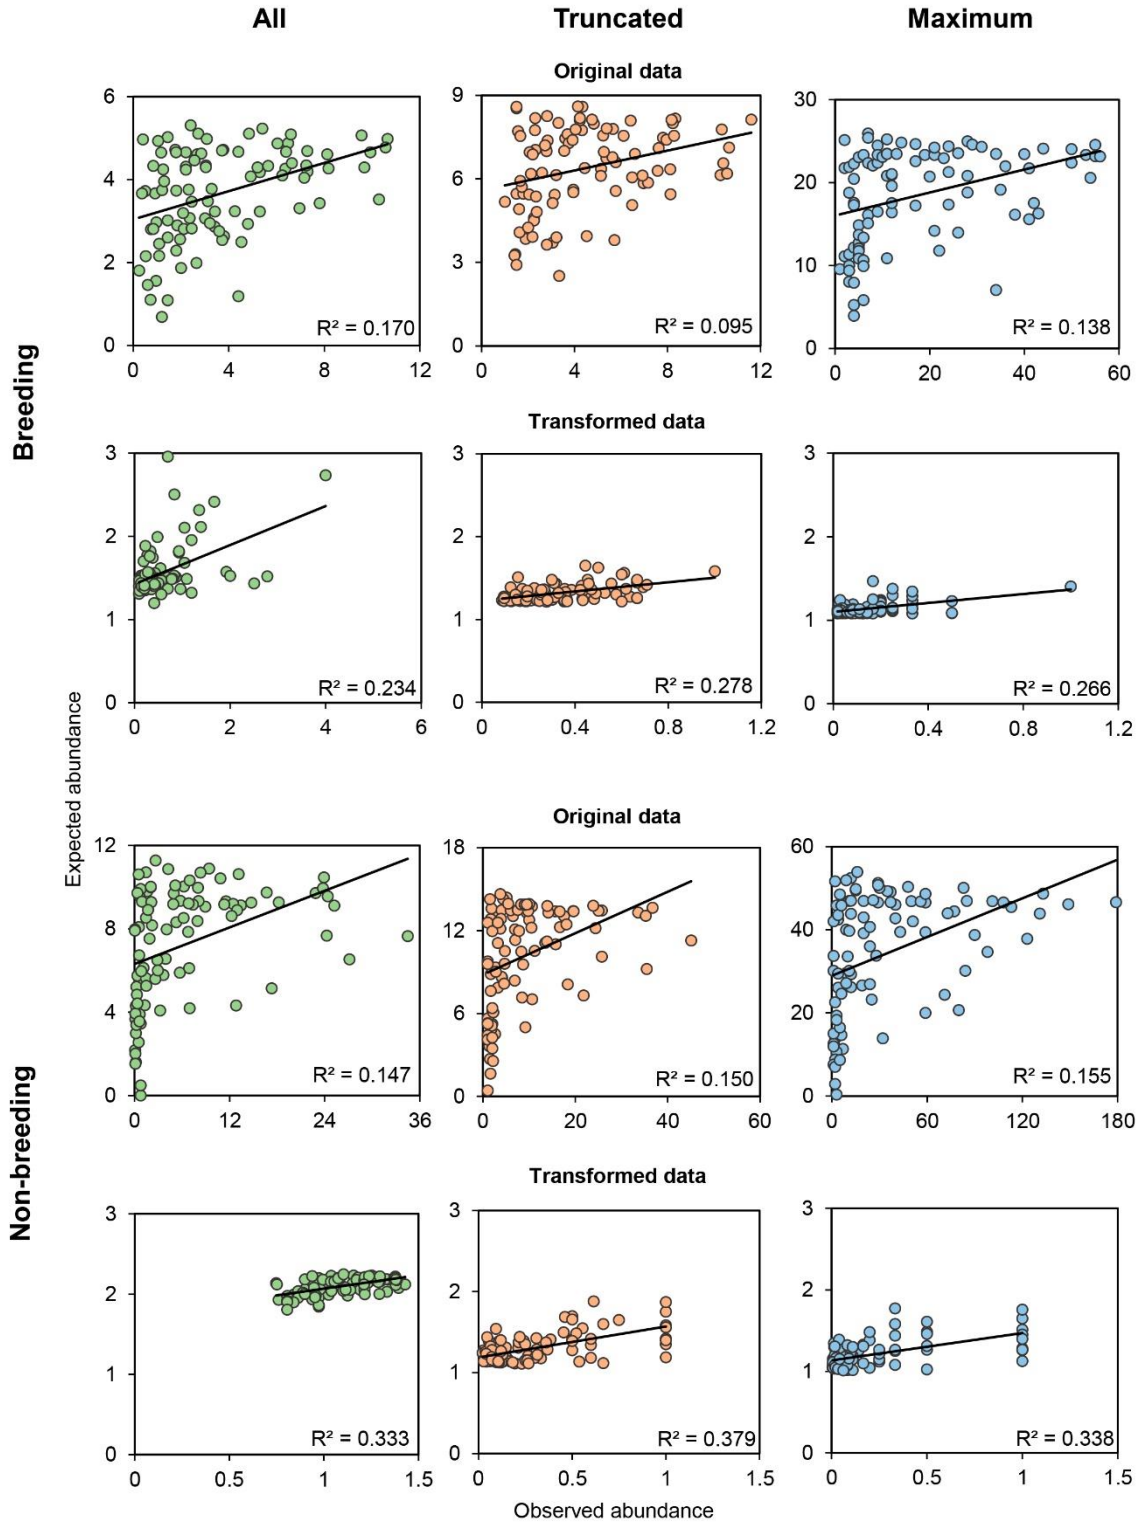 All Truncated Maximum
Original data
6 9 30
4 6 20
2 3 10
0 0 0
R² = 0.170 R² = 0.095 R² = 0.138
0 4 8 12 0 4 8 12 0 20 40 60
Breeding
Transformed data
3 3 3
2 2 2
1 1 1
0 0 0
R² = 0.234 R² = 0.278 R² = 0.266
0 2 4 6 0 0.4 0.8 1.2 0 0.4 0.8 1.2
Expected abundance
Original data
12 18 60
8 12 40
4 6 20
0 0 0
R² = 0.147 R² = 0.150 R² = 0.155
0 12 24 36 0 20 40 60 0 60 120 180
Non-breeding
Transformed data
3 3 3
2 2 2
1 1 1
0 0 0
R² = 0.333 R² = 0.379 R² = 0.338
0 0.5 1 1.5 0 0.5 1 1.5 0 0.5 1 1.5
Observed abundance